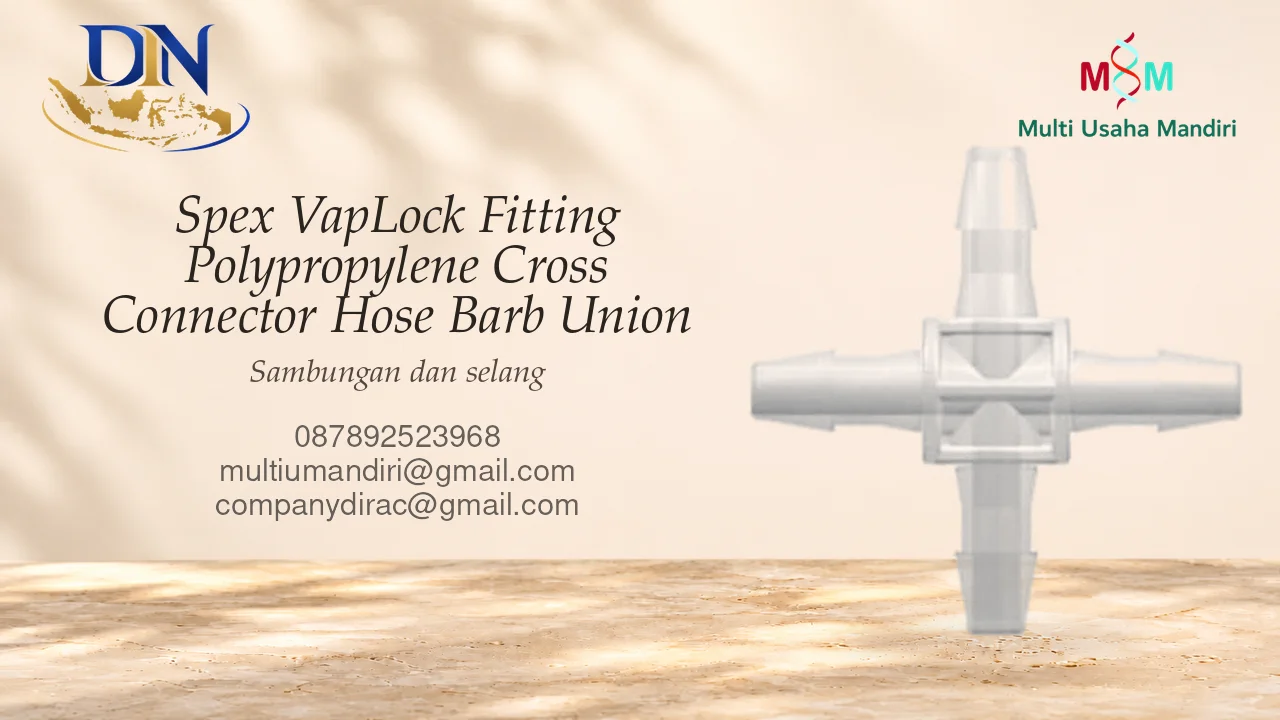 DIN
M M
Multi Usaha Mandiri
Spex VapLock Fitting
Polypropylene Cross
Connector Hose Barb Union
Sambungan dan selang
087892523968
multiumandiri@gmail.com
companydirac@gmail.com